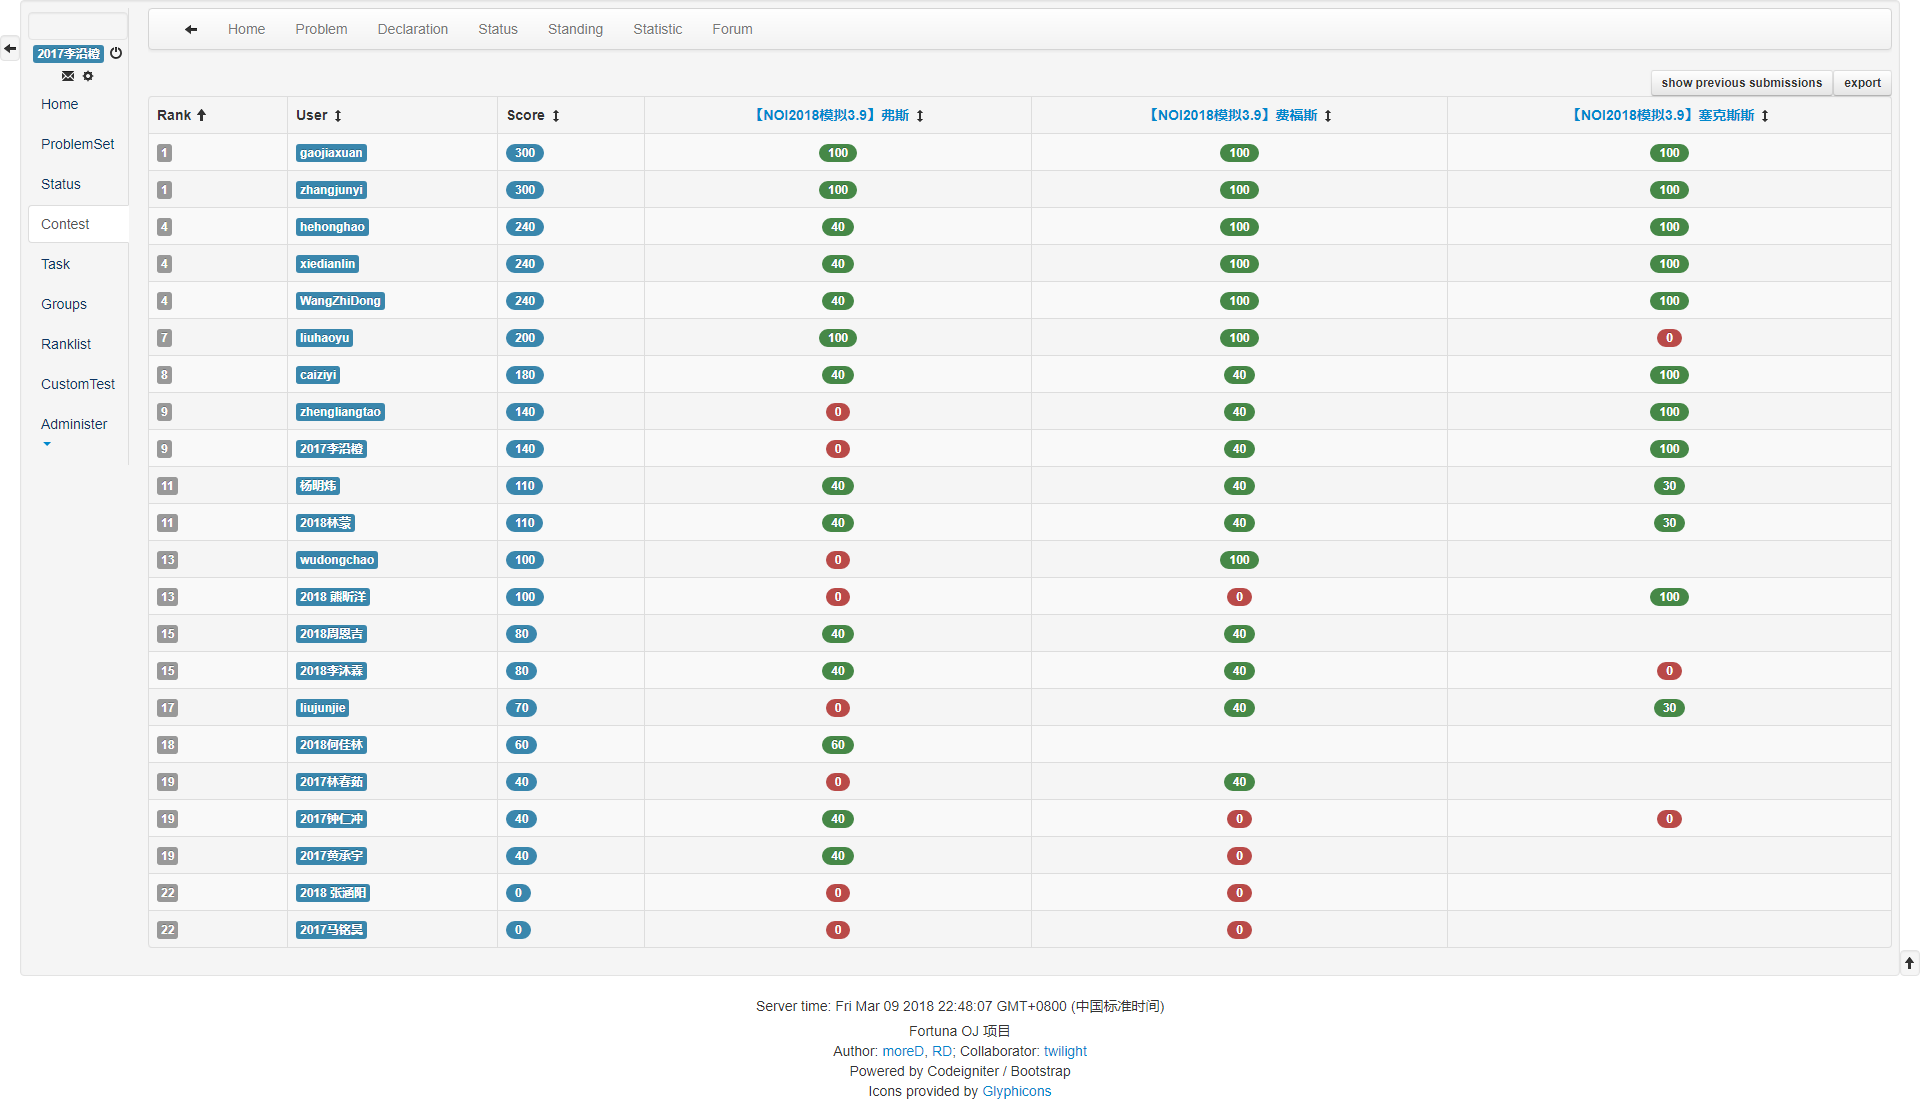 Home Problem Declaration Status Standing Statistic Forum
2017李沿橙
Home
ProblemSet
Status
Contest
Task
Groups
Ranklist
CustomTest
Administer
show previous submissions export
Rank User Score 【NOI2018模拟3.9】弗斯 【NOI2018模拟3.9】费福斯 【NOI2018模拟3.9】塞克斯斯
1 gaojiaxuan 300 100 100 100
1 zhangjunyi 300 100 100 100
4 hehonghao 240 40 100 100
4 xiedianlin 240 40 100 100
4 WangZhiDong 240 40 100 100
7 liuhaoyu 200 100 100 0
8 caiziyi 180 40 40 100
9 zhengliangtao 140 0 40 100
9 2017李沿橙 140 0 40 100
11 杨明炜 110 40 40 30
11 2018林蔓 110 40 40 30
13 wudongchao 100 0 100
13 2018 熊昕洋 100 0 0 100
15 2018周恩吉 80 40 40
15 2018李沐霖 80 40 40 0
17 liujunjie 70 0 40 30
18 2018何佳林 60 60
19 2017林春茹 40 0 40
19 2017钟仁冲 40 40 0 0
19 2017黄承宇 40 40 0
22 2018 张涵阳 0 0 0
22 2017马铭昊 0 0 0
Server time: Fri Mar 09 2018 22:48:07 GMT+0800 (中国标准时间)
Fortuna OJ 项目
Author: moreD, RD; Collaborator: twilight
Powered by Codeigniter / Bootstrap
Icons provided by Glyphicons